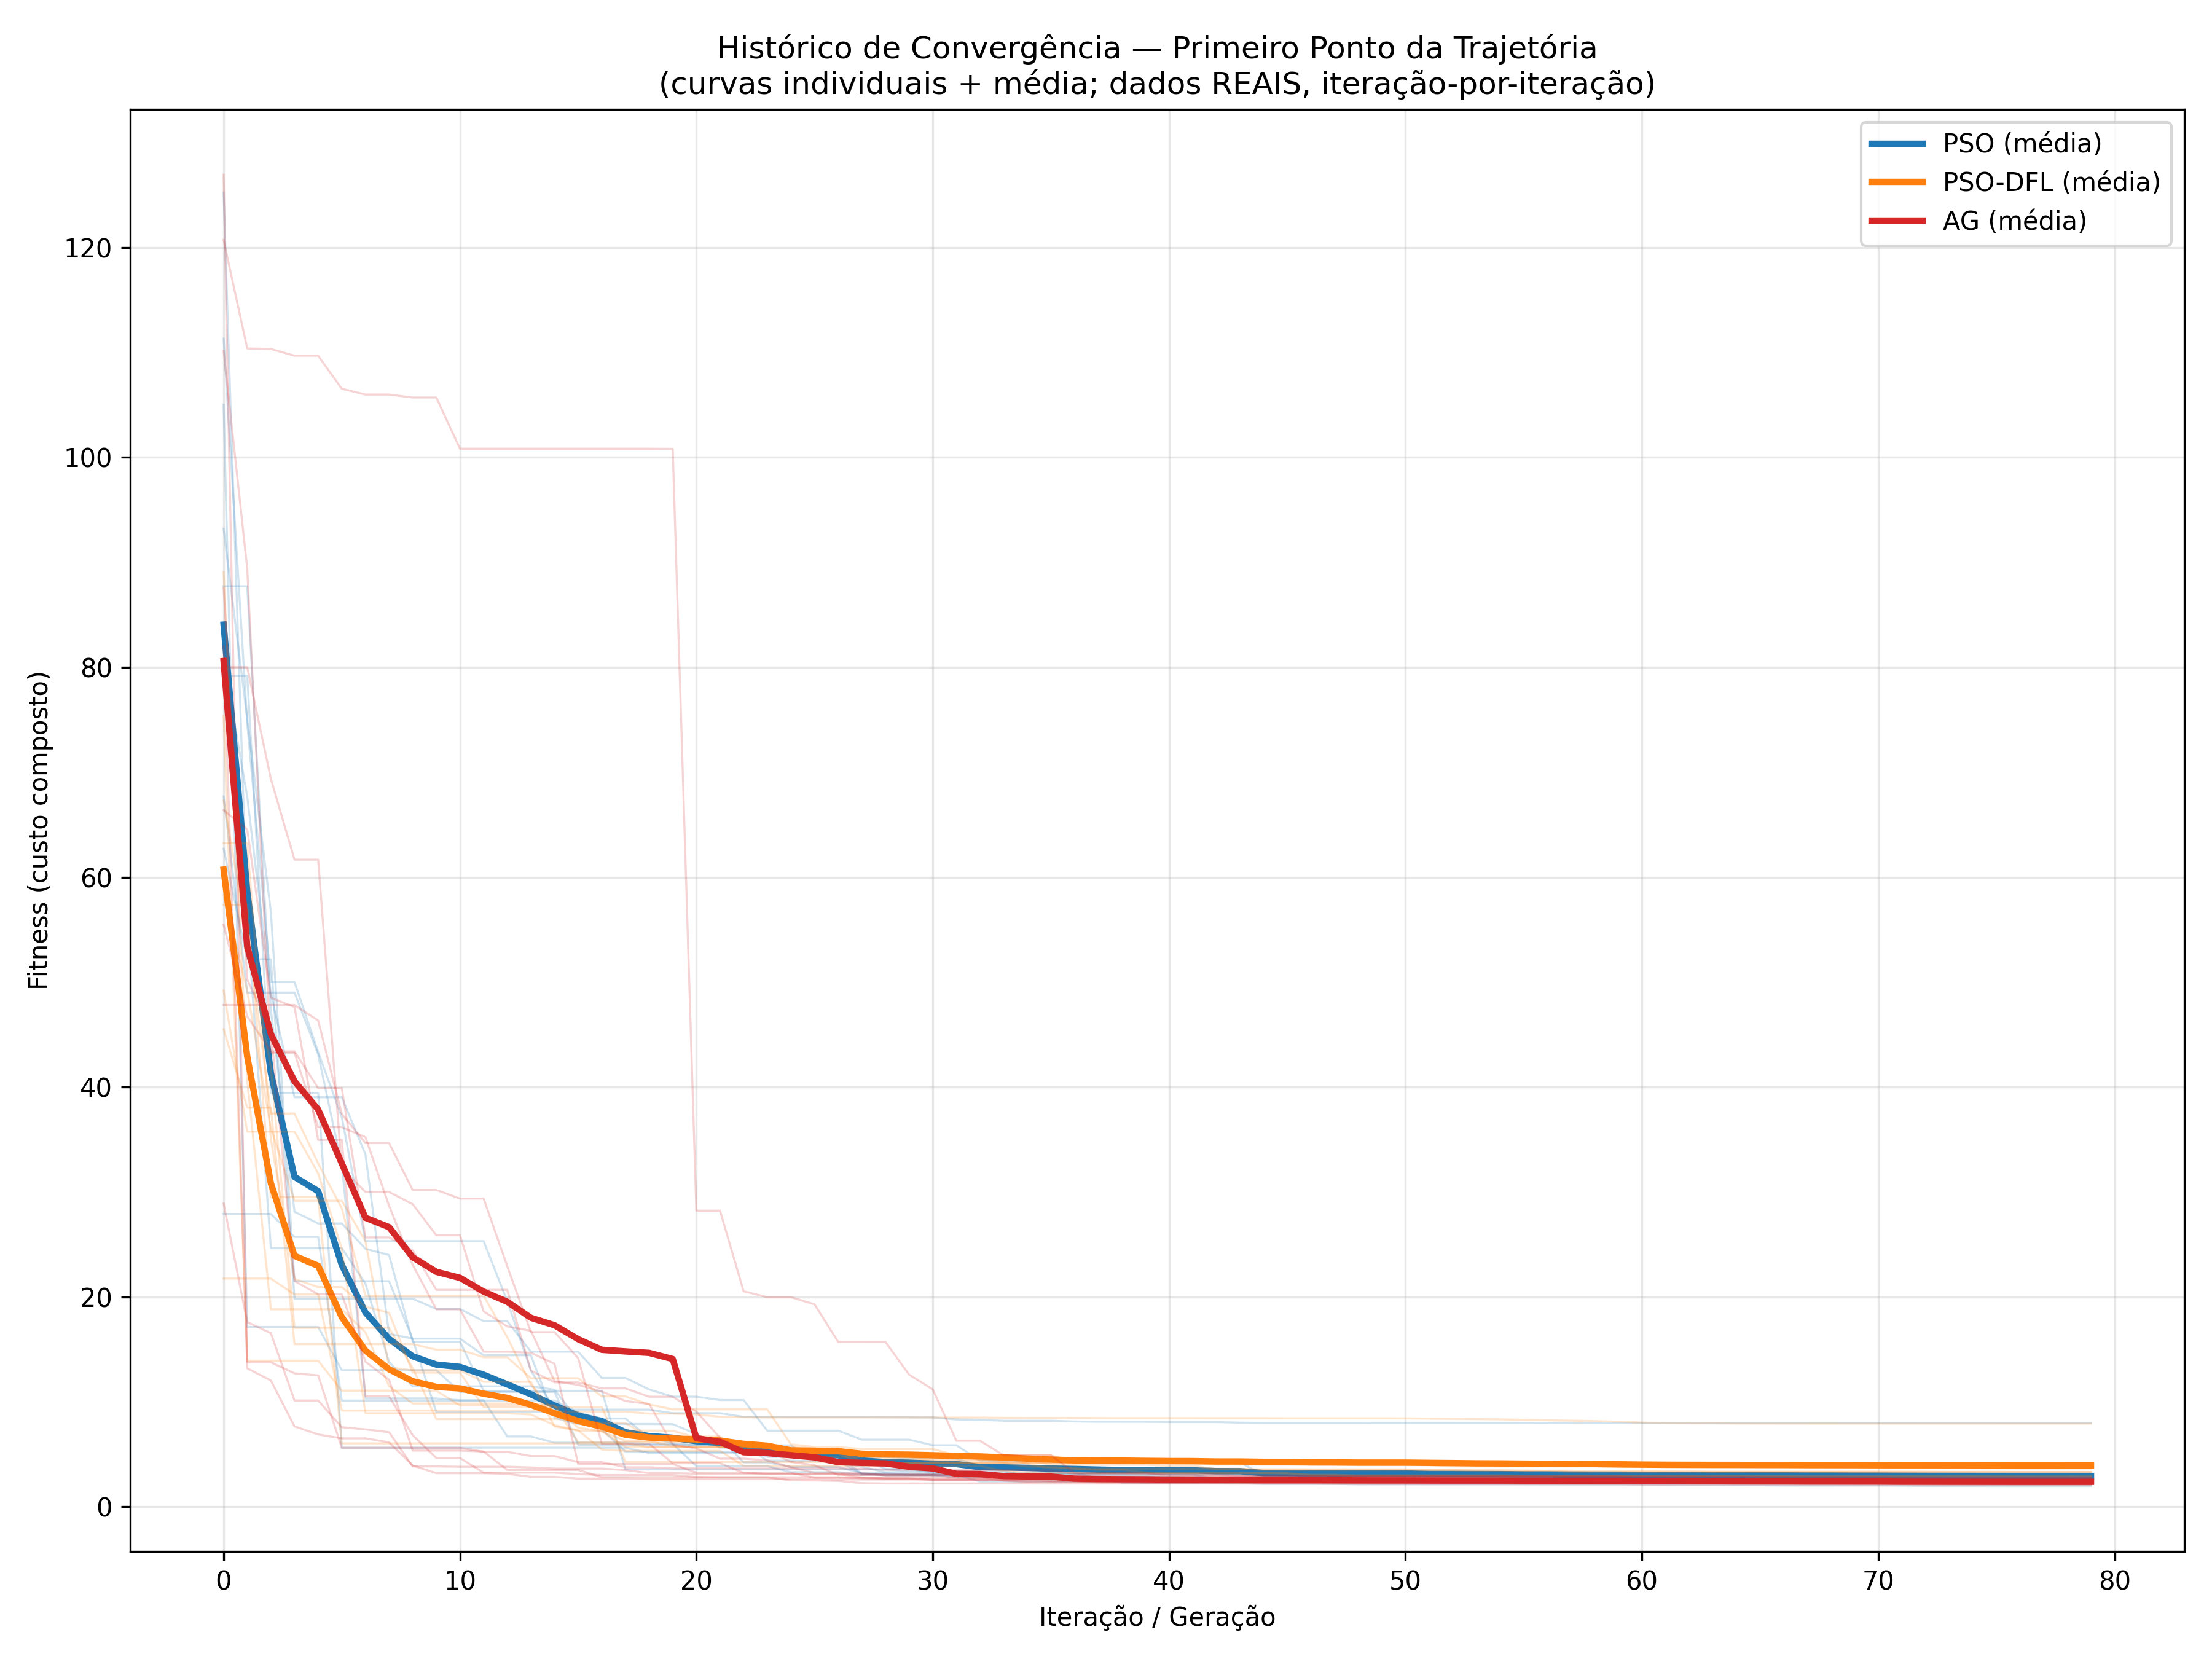 Histórico de Convergência — Primeiro Ponto da Trajetória
(curvas individuais + média; dados REAIS, iteração-por-iteração)
PSO (média)
PSO-DFL (média)
AG (média)
Fitness (custo composto)
120
100
80
60
40
20
0
0 10 20 30 40 50 60 70 80
Iteração / Geração